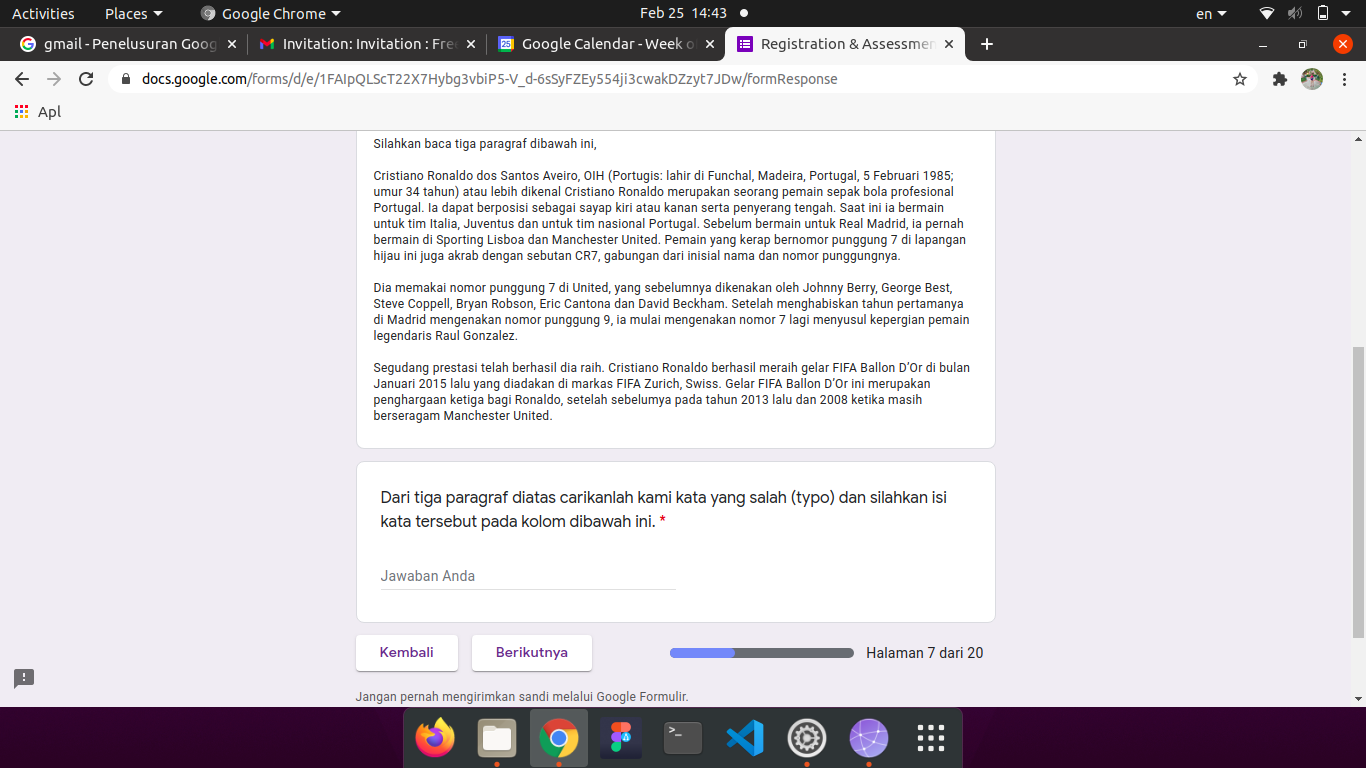 Activities Places Google Chrome Feb 25 14:43 en
gmail - Penelusuran Goog Invitation: Invitation : Fre Google Calendar - Week o Registration & Assessmen
docs.google.com/forms/d/e/1FAIpQLScT22X7Hybg3vbiP5-V_d-6sSyFZEy554ji3cwakDZzyt7JDw/formResponse
Apl
Silahkan baca tiga paragraf dibawah ini,
Cristiano Ronaldo dos Santos Aveiro, OIH (Portugis: lahir di Funchal, Madeira, Portugal, 5 Februari 1985;
umur 34 tahun) atau lebih dikenal Cristiano Ronaldo merupakan seorang pemain sepak bola profesional
Portugal. Ia dapat berposisi sebagai sayap kiri atau kanan serta penyerang tengah. Saat ini ia bermain
untuk tim Italia, Juventus dan untuk tim nasional Portugal. Sebelum bermain untuk Real Madrid, ia pernah
bermain di Sporting Lisboa dan Manchester United. Pemain yang kerap bernomor punggung 7 di lapangan
hijau ini juga akrab dengan sebutan CR7, gabungan dari inisial nama dan nomor punggungnya.
Dia memakai nomor punggung 7 di United, yang sebelumnya dikenakan oleh Johnny Berry, George Best,
Steve Coppell, Bryan Robson, Eric Cantona dan David Beckham. Setelah menghabiskan tahun pertamanya
di Madrid mengenakan nomor punggung 9, ia mulai mengenakan nomor 7 lagi menyusul kepergian pemain
legendaris Raul Gonzalez.
Segudang prestasi telah berhasil dia raih. Cristiano Ronaldo berhasil meraih gelar FIFA Ballon D’Or di bulan
Januari 2015 lalu yang diadakan di markas FIFA Zurich, Swiss. Gelar FIFA Ballon D’Or ini merupakan
penghargaan ketiga bagi Ronaldo, setelah sebelumya pada tahun 2013 lalu dan 2008 ketika masih
berseragam Manchester United.
Dari tiga paragraf diatas carikanlah kami kata yang salah (typo) dan silahkan isi
kata tersebut pada kolom dibawah ini. *
Jawaban Anda
Kembali Berikutnya Halaman 7 dari 20
Jangan pernah mengirimkan sandi melalui Google Formulir.